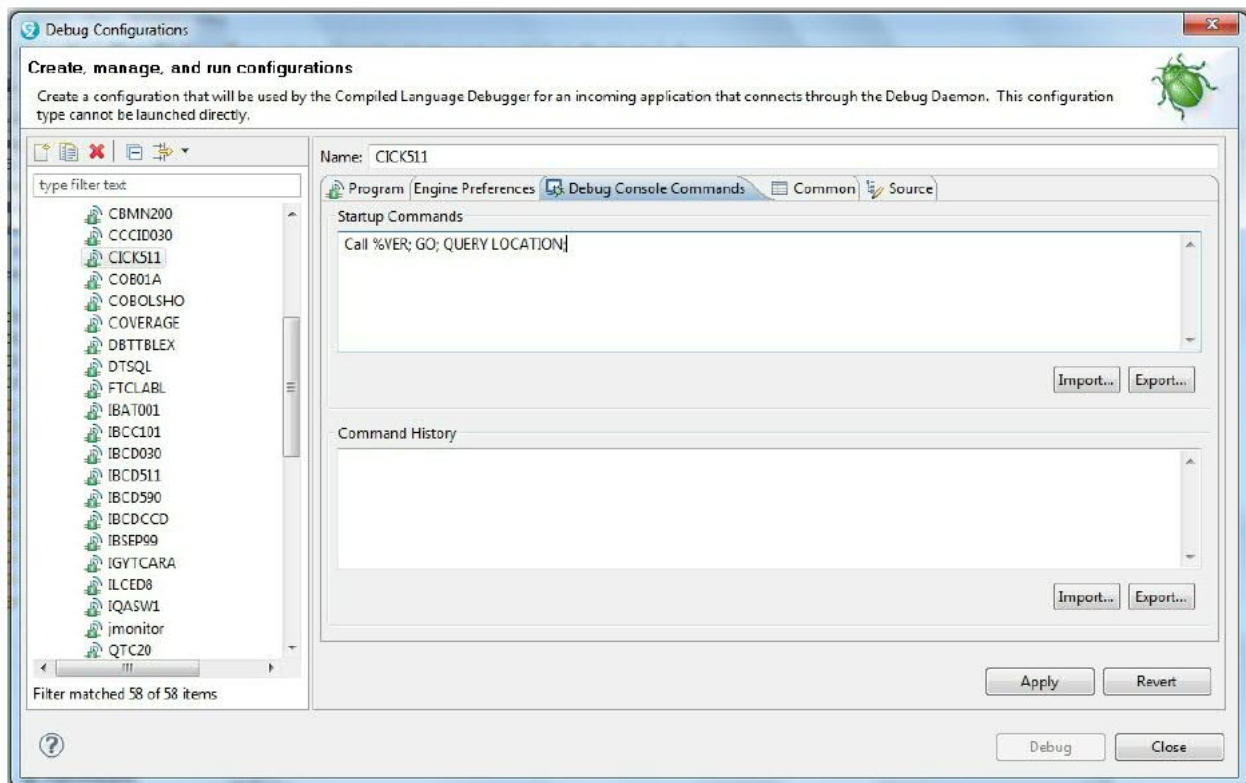 Debug Configurations
Create, manage, and run configurations
Create a configuration that will be used by the Compiled Language Debugger for an incoming application that connects through the Debug Daemon. This configuration
type cannot be launched directly.
type filter text
CBMN200
CCCID030
CICK511
COB01A
COBOLSHO
COVERAGE
DBTTBLEX
DTSQL
FTCLABL
IBAT001
IBCC101
IBCD030
IBCD511
IBCD590
IBCDCCD
IBSEP99
IGYTCARA
ILCED8
IQASW1
jmonitor
QTC20
Filter matched 58 of 58 items
Name: CICK511
Program Engine Preferences Debug Console Commands Common Source
Startup Commands
Call %VER; GO; QUERY LOCATION;
Import... Export...
Command History
Import... Export...
Apply Revert
Debug Close